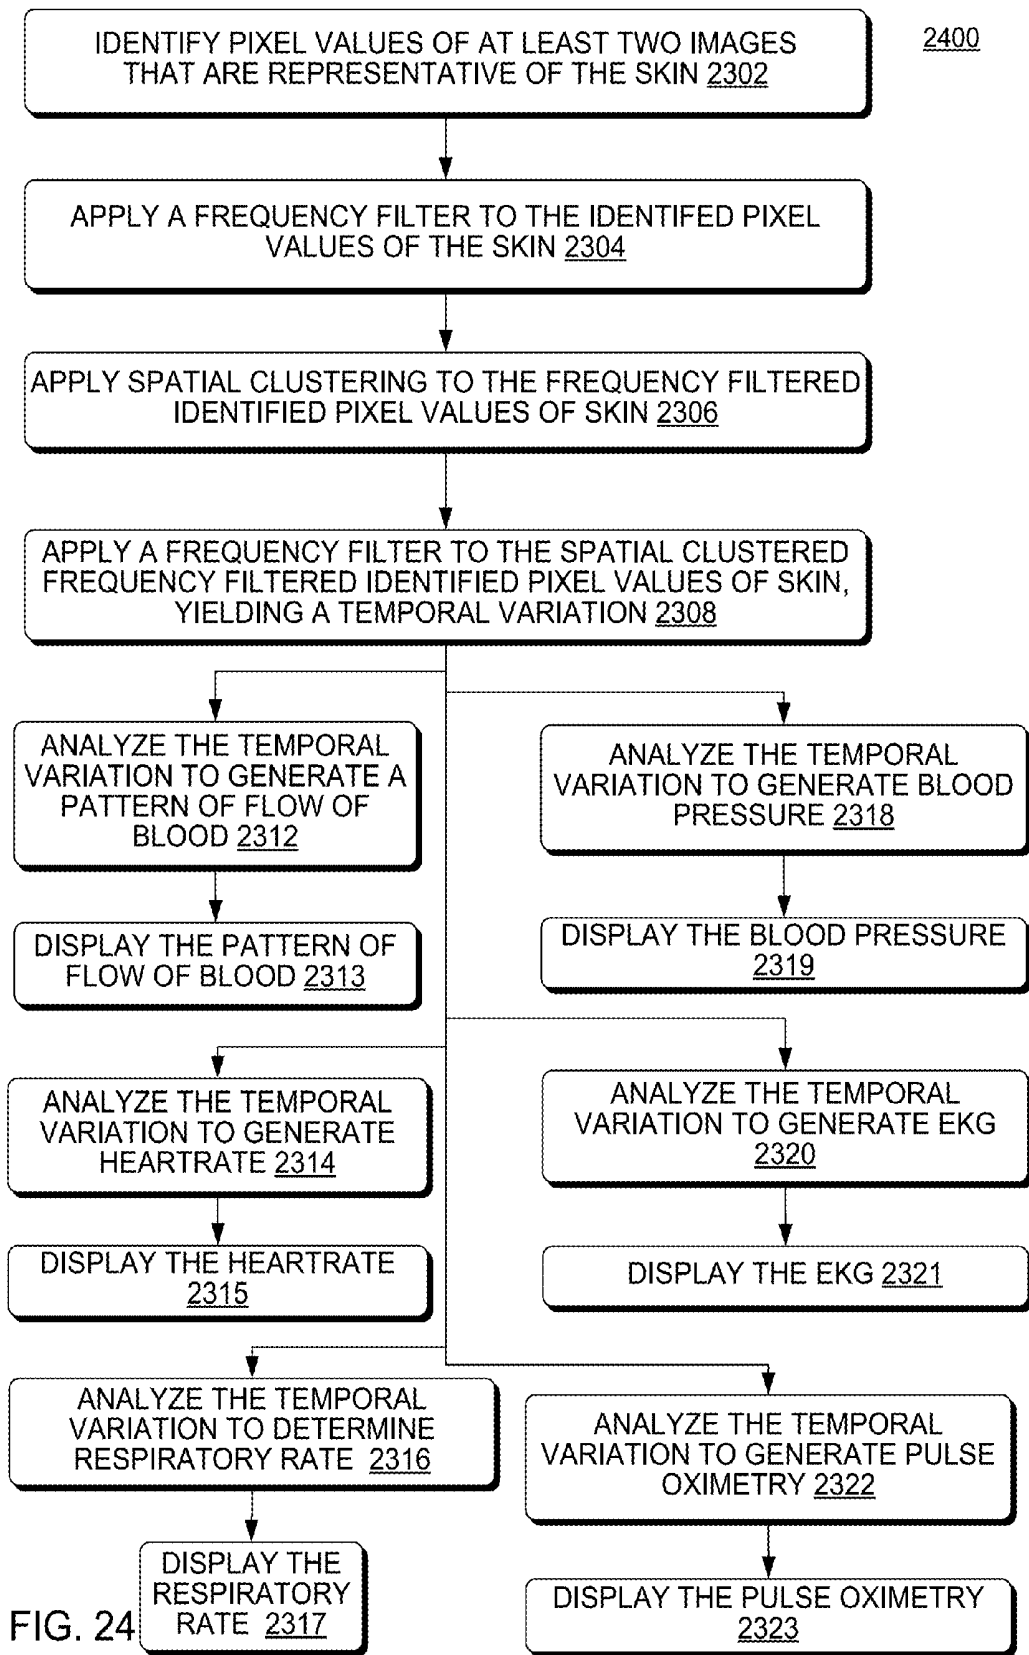 IDENTIFY PIXEL VALUES OF AT LEAST TWO IMAGES
THAT ARE REPRESENTATIVE OF THE SKIN 2302
2400
APPLY A FREQUENCY FILTER TO THE IDENTIFED PIXEL
VALUES OF THE SKIN 2304
APPLY SPATIAL CLUSTERING TO THE FREQUENCY FILTERED
IDENTIFIED PIXEL VALUES OF SKIN 2306
APPLY A FREQUENCY FILTER TO THE SPATIAL CLUSTERED
FREQUENCY FILTERED IDENTIFIED PIXEL VALUES OF SKIN,
YIELDING A TEMPORAL VARIATION 2308
ANALYZE THE TEMPORAL
VARIATION TO GENERATE A
PATTERN OF FLOW OF
BLOOD 2312
ANALYZE THE TEMPORAL
VARIATION TO GENERATE BLOOD
PRESSURE 2318
DISPLAY THE PATTERN OF
FLOW OF BLOOD 2313
DISPLAY THE BLOOD PRESSURE
2319
ANALYZE THE TEMPORAL
VARIATION TO GENERATE
HEARTRATE 2314
ANALYZE THE TEMPORAL
VARIATION TO GENERATE EKG
2320
DISPLAY THE HEARTRATE
2315
DISPLAY THE EKG 2321
ANALYZE THE TEMPORAL
VARIATION TO DETERMINE
RESPIRATORY RATE 2316
ANALYZE THE TEMPORAL
VARIATION TO GENERATE PULSE
OXIMETRY 2322
DISPLAY THE
RESPIRATORY
RATE 2317
DISPLAY THE PULSE OXIMETRY
2323
FIG. 24